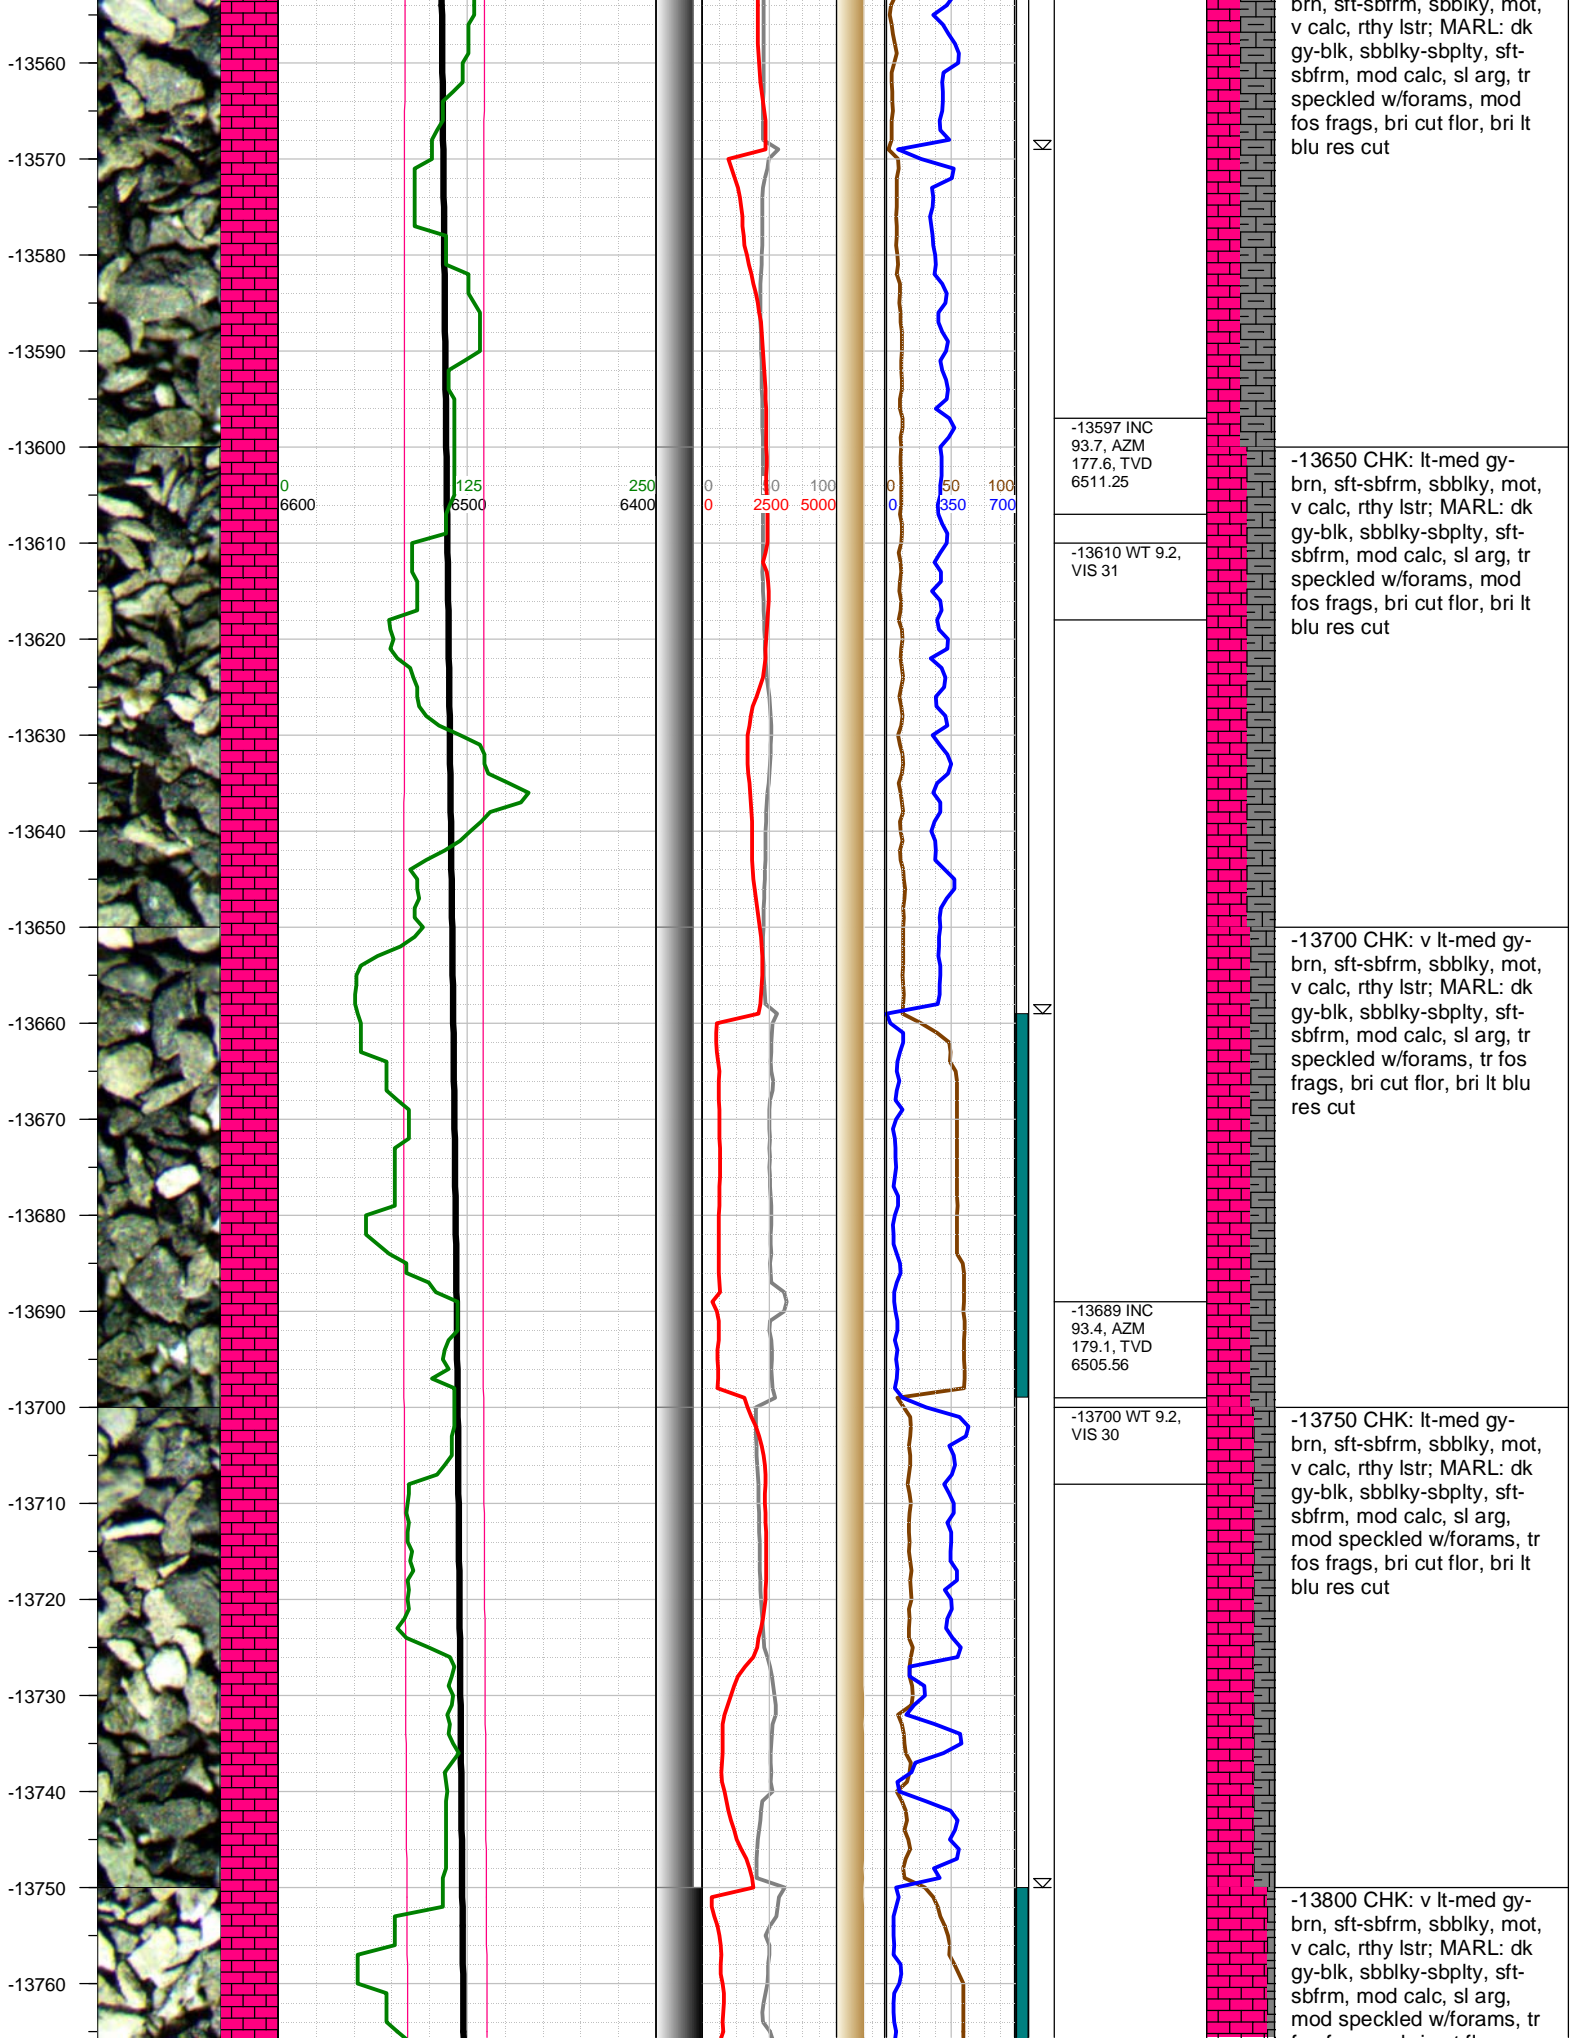 brn, sft-sbfrm, sbblky, mot,
v calc, rthy lstr; MARL: dk
gy-blk, sbblky-sbplty, sft-
sbfrm, mod calc, sl arg, tr
speckled w/forams, mod
fos frags, bri cut flor, bri lt
blu res cut
-13560
-13570
-13580
-13590
-13600
0 125 250
6600 6500 6400
0 50 100
0 2500 5000
0 50 100
0 350 700
-13597 INC
93.7, AZM
177.6, TVD
6511.25
-13650 CHK: lt-med gy-
brn, sft-sbfrm, sbblky, mot,
v calc, rthy lstr; MARL: dk
gy-blk, sbblky-sbplty, sft-
sbfrm, mod calc, sl arg, tr
speckled w/forams, mod
fos frags, bri cut flor, bri lt
blu res cut
-13610
-13610 WT 9.2,
VIS 31
-13620
-13630
-13640
-13650
-13700 CHK: v lt-med gy-
brn, sft-sbfrm, sbblky, mot,
v calc, rthy lstr; MARL: dk
gy-blk, sbblky-sbplty, sft-
sbfrm, mod calc, sl arg, tr
speckled w/forams, tr fos
frags, bri cut flor, bri lt blu
res cut
-13660
-13670
-13680
-13690
-13689 INC
93.4, AZM
179.1, TVD
6505.56
-13700
-13700 WT 9.2,
VIS 30
-13750 CHK: lt-med gy-
brn, sft-sbfrm, sbblky, mot,
v calc, rthy lstr; MARL: dk
gy-blk, sbblky-sbplty, sft-
sbfrm, mod calc, sl arg,
mod speckled w/forams, tr
fos frags, bri cut flor, bri lt
blu res cut
-13710
-13720
-13730
-13740
-13750
-13760
-13800 CHK: v lt-med gy-
brn, sft-sbfrm, sbblky, mot,
v calc, rthy lstr; MARL: dk
gy-blk, sbblky-sbplty, sft-
sbfrm, mod calc, sl arg,
mod speckled w/forams, tr